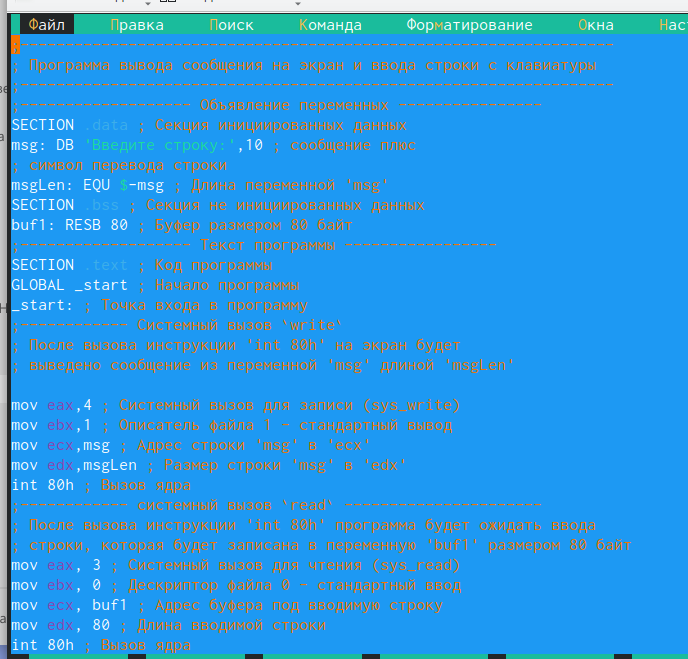 Файл Правка Поиск Команда Форматирование Окна
;------------------------------------------------------------------
; Программа вывода сообщения на экран и ввода строки с клавиатуры
;------------------------------------------------------------------
;------------------- Объявление переменных ----------------
SECTION .data ; Секция инициированных данных
msg: DB 'Введите строку:',10 ; сообщение плюс
; символ перевода строки
msgLen: EQU $-msg ; Длина переменной 'msg'
SECTION .bss ; Секция не инициированных данных
buf1: RESB 80 ; Буфер размером 80 байт
;------------------- Текст программы -----------------
SECTION .text ; Код программы
GLOBAL _start ; Начало программы
_start: ; Точка входа в программу
;------------ Cистемный вызов `write`
; После вызова инструкции 'int 80h' на экран будет
; выведено сообщение из переменной 'msg' длиной 'msgLen'
mov eax,4 ; Системный вызов для записи (sys_write)
mov ebx,1 ; Описатель файла 1 - стандартный вывод
mov ecx,msg ; Адрес строки 'msg' в 'ecx'
mov edx,msgLen ; Размер строки 'msg' в 'edx'
int 80h ; Вызов ядра
;------------ системный вызов `read` ----------------------
; После вызова инструкции 'int 80h' программа будет ожидать ввода
; строки, которая будет записана в переменную 'buf1' размером 80 байт
mov eax, 3 ; Системный вызов для чтения (sys_read)
mov ebx, 0 ; Дескриптор файла 0 - стандартный ввод
mov ecx, buf1 ; Адрес буфера под вводимую строку
mov edx, 80 ; Длина вводимой строки
int 80h ; Вызов ядра